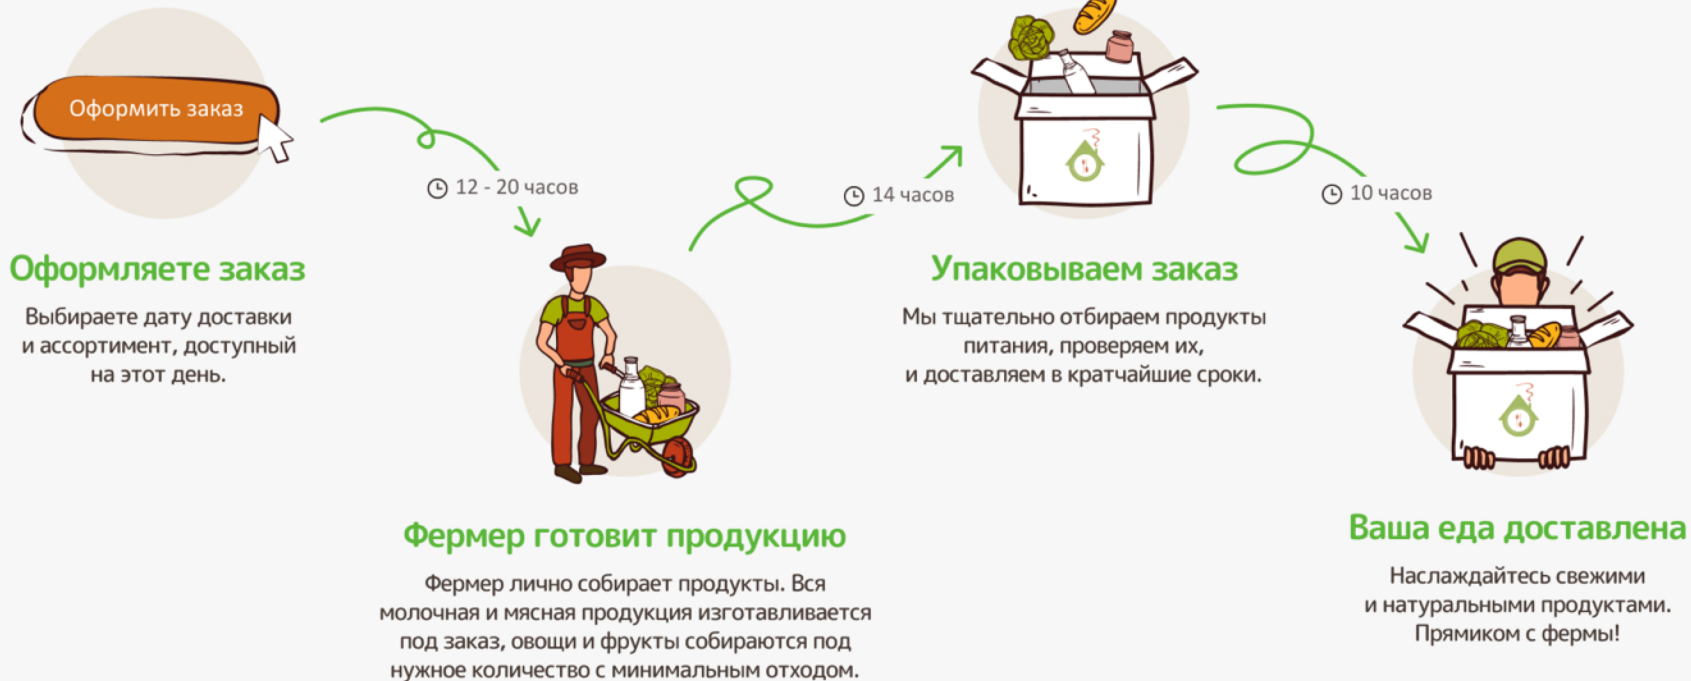 Оформить заказ
12 - 20 часов
14 часов
10 часов
Оформляете заказ
Выбираете дату доставки
и ассортимент, доступный
на этот день.
Фермер готовит продукцию
Фермер лично собирает продукты. Вся
молочная и мясная продукция изготавливается
под заказ, овощи и фрукты собираются под
нужное количество с минимальным отходом.
Упаковываем заказ
Мы тщательно отбираем продукты
питания, проверяем их,
и доставляем в кратчайшие сроки.
Ваша еда доставлена
Наслаждайтесь свежими
и натуральными продуктами.
Прямиком с фермы!